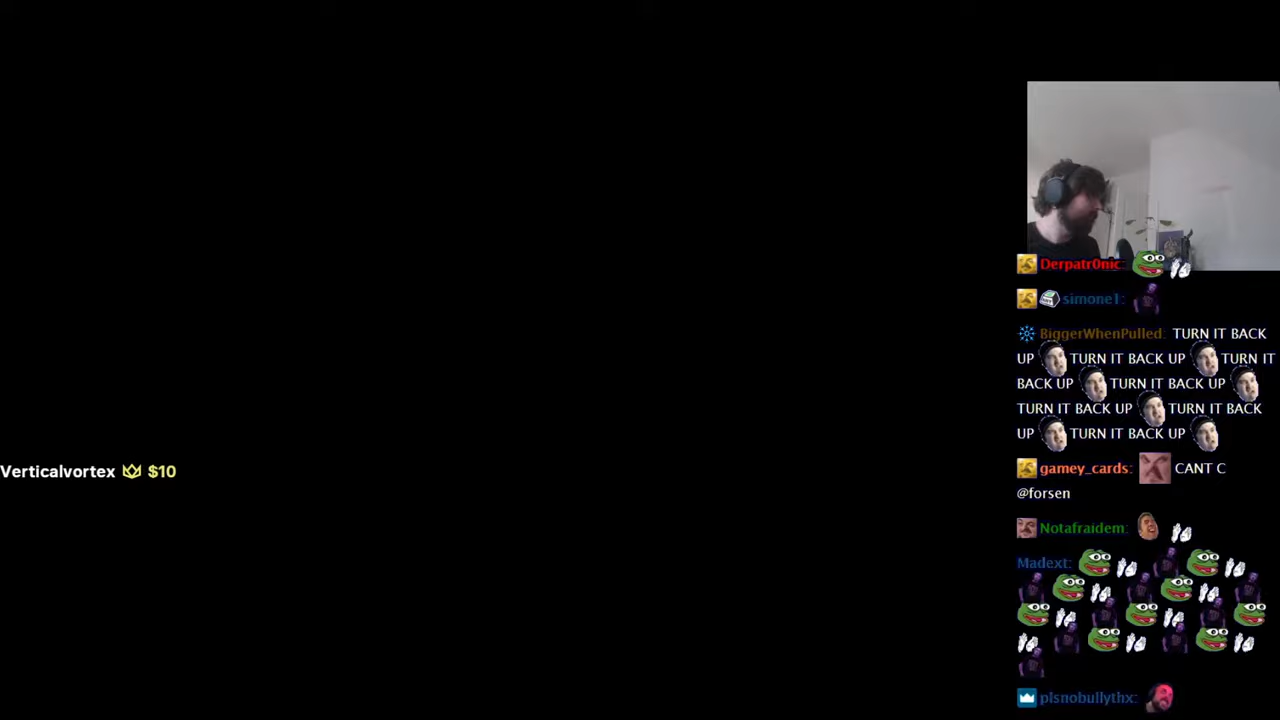 Derpatr0nic:
simone1:
BiggerWhenPulled: TURN IT BACK
UP TURN IT BACK UP TURN IT
BACK UP TURN IT BACK UP
TURN IT BACK UP TURN IT BACK
UP TURN IT BACK UP
Verticalvortex $10
gamey_cards: CANT C
@forsen
Notafraidem:
Madext:
plsnobullythx: